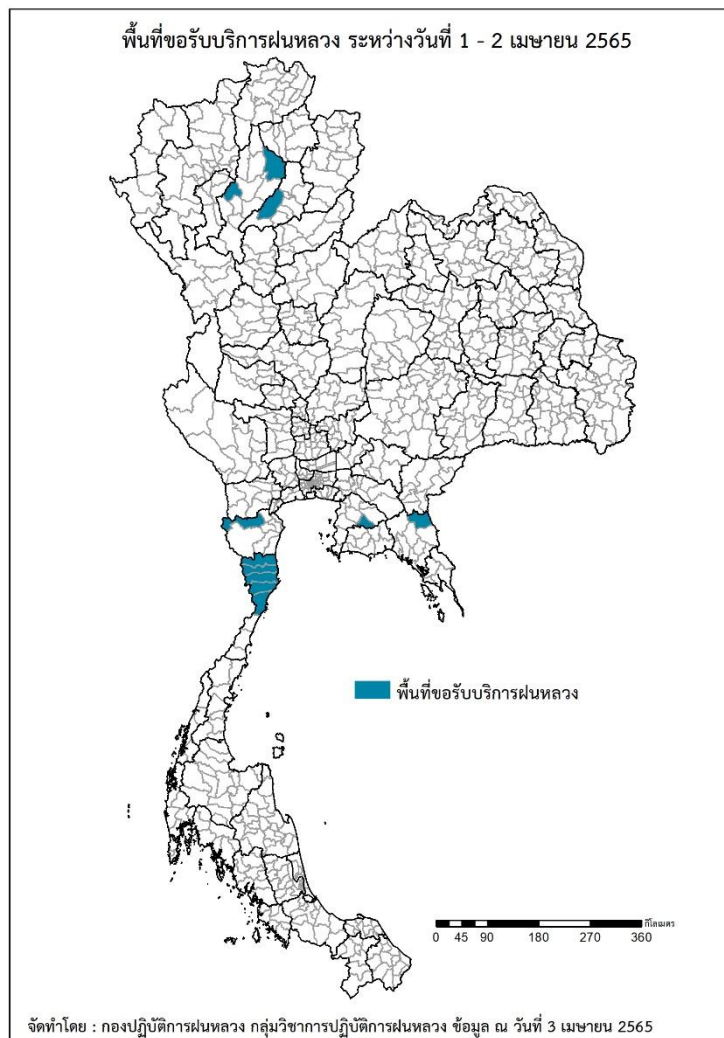 พื้นที่ขอรับบริการฝนหลวง ระหว่างวันที่ 1 - 2 เมษายน 2565
พื้นที่ขอรับบริการฝนหลวง
กิโลเมตร
0 45 90 180 270 360
จัดทำโดย : กองปฏิบัติการฝนหลวง กลุ่มวิชาการปฏิบัติการฝนหลวง ข้อมูล ณ วันที่ 3 เมษายน 2565